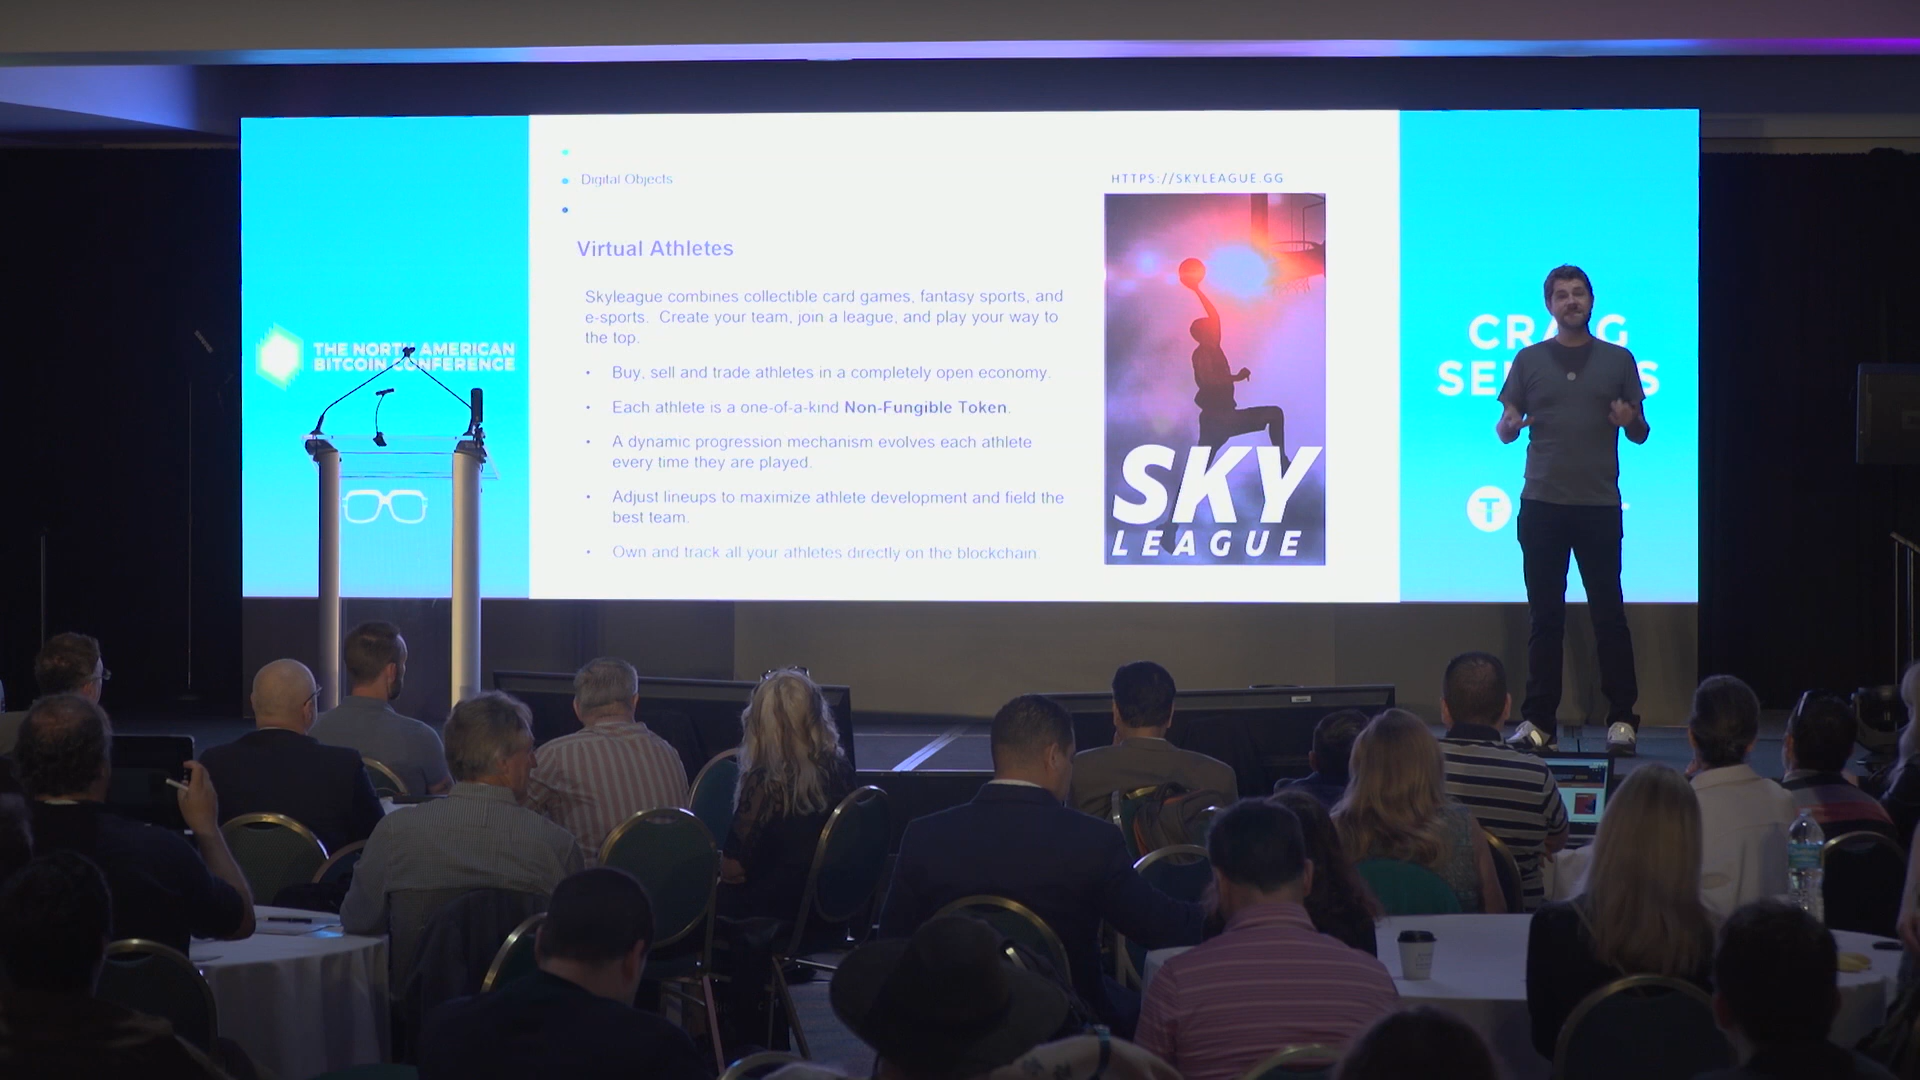 Digital Objects
HTTPS://SKYLEAGUE.GG
Virtual Athletes
Skyleague combines collectible card games, fantasy sports, and
e-sports. Create your team, join a league, and play your way to
the top.
• Buy, sell and trade athletes in a completely open economy.
• Each athlete is a one-of-a-kind Non-Fungible Token.
• A dynamic progression mechanism evolves each athlete
every time they are played.
• Adjust lineups to maximize athlete development and field the
best team.
• Own and track all your athletes directly on the blockchain.
SKY
LEAGUE
THE NORTH AMERICAN
BITCOIN CONFERENCE
CRAIG
T